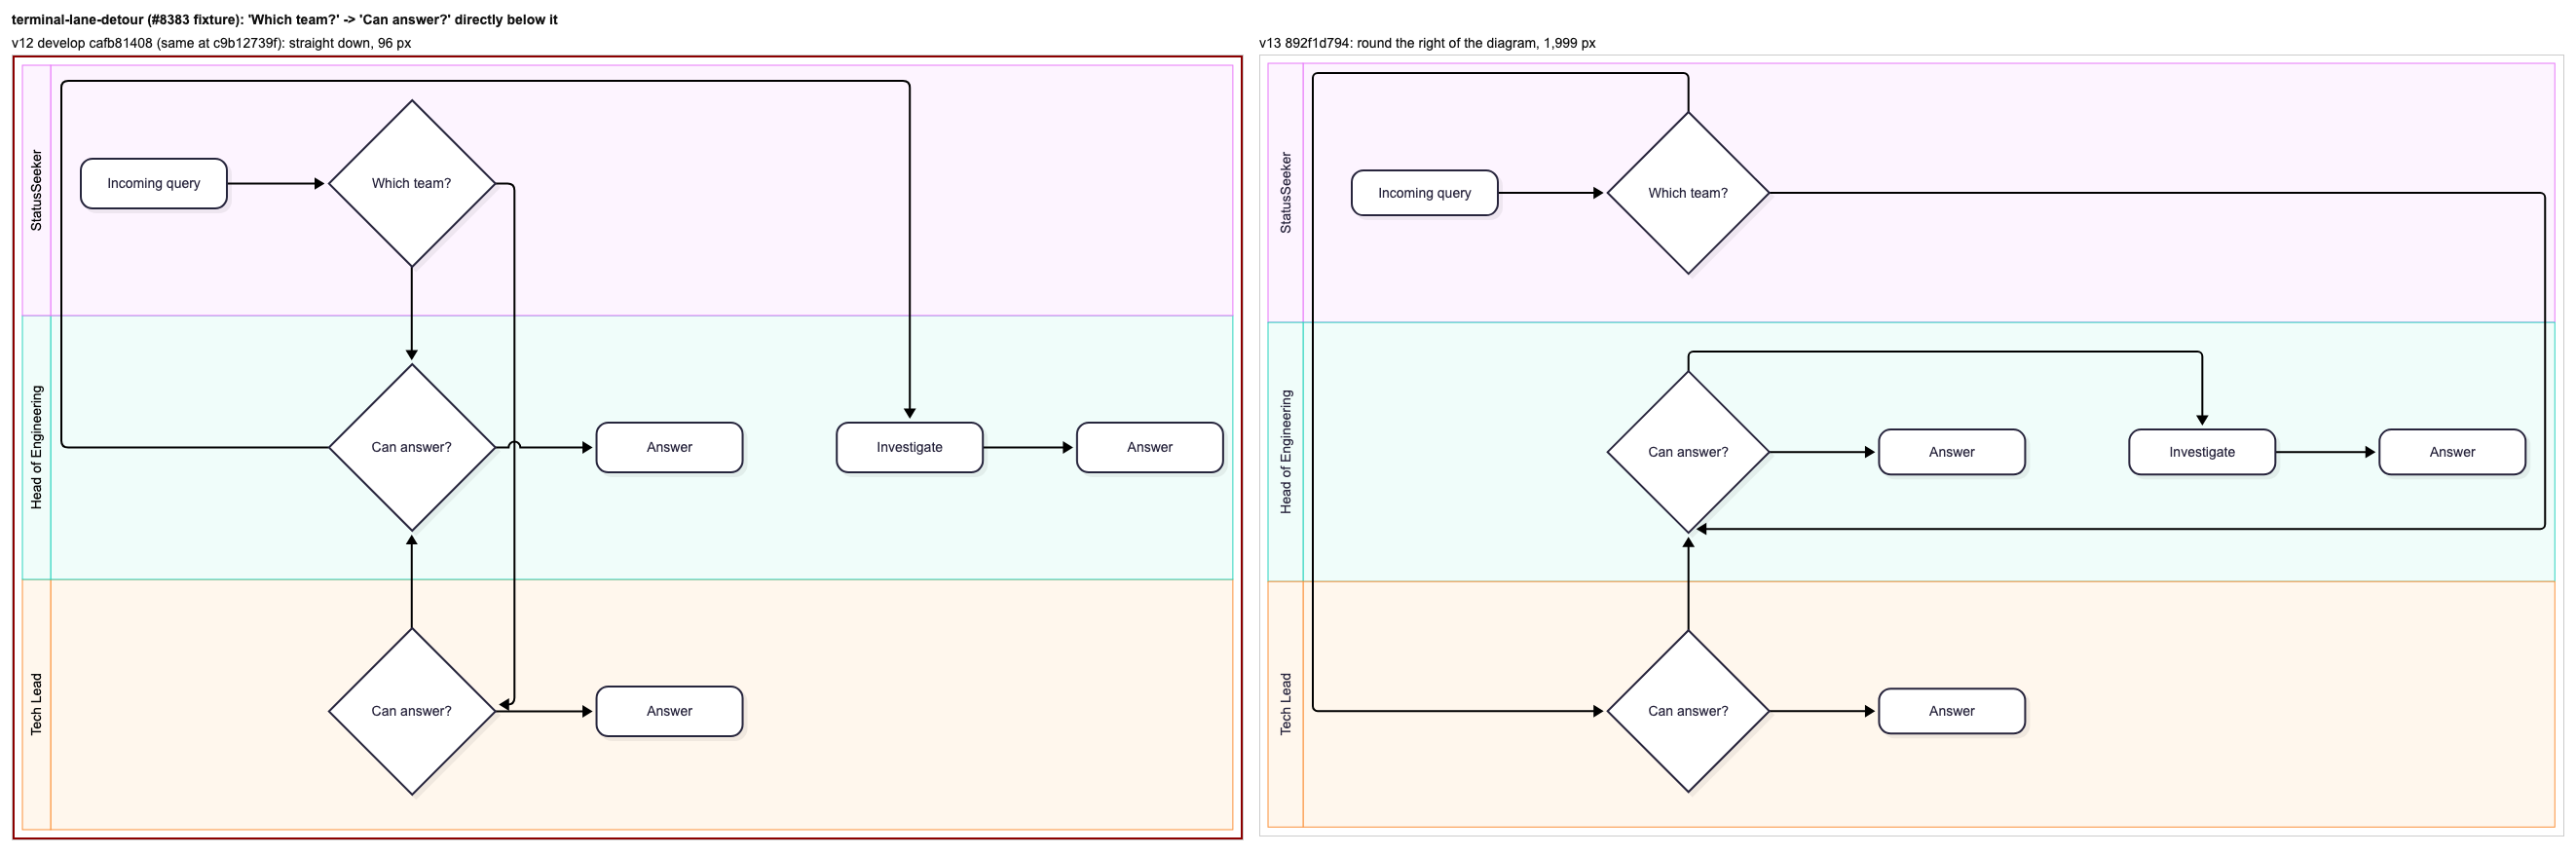 terminal-lane-detour (#8383 fixture): 'Which team?' -> 'Can answer?' directly below it
v12 develop cafb81408 (same at c9b12739f): straight down, 96 px
StatusSeeker
Incoming query
Which team?
Head of Engineering
Can answer?
Answer
Investigate
Answer
Tech Lead
Can answer?
Answer
v13 892f1d794: round the right of the diagram, 1,999 px
StatusSeeker
Incoming query
Which team?
Head of Engineering
Can answer?
Answer
Investigate
Answer
Tech Lead
Can answer?
Answer